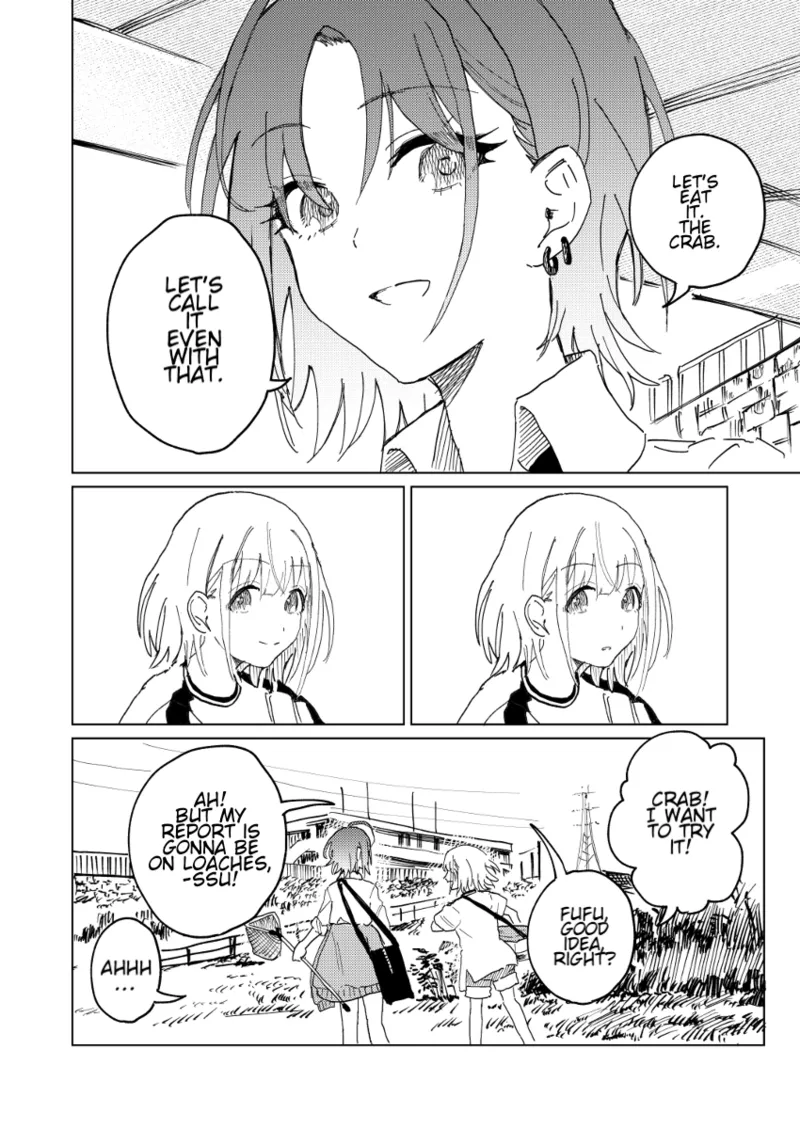 LET'S
EAT
IT.
THE
CRAB.
LET'S
CALL
IT
EVEN
WITH
THAT.
CRAB!
I WANT
TO TRY
IT!
FUFU,
GOOD
IDEA,
RIGHT?
AH!
BUT MY
REPORT IS
GONNA BE
ON LOACHES,
-SSU!
AHHH
...